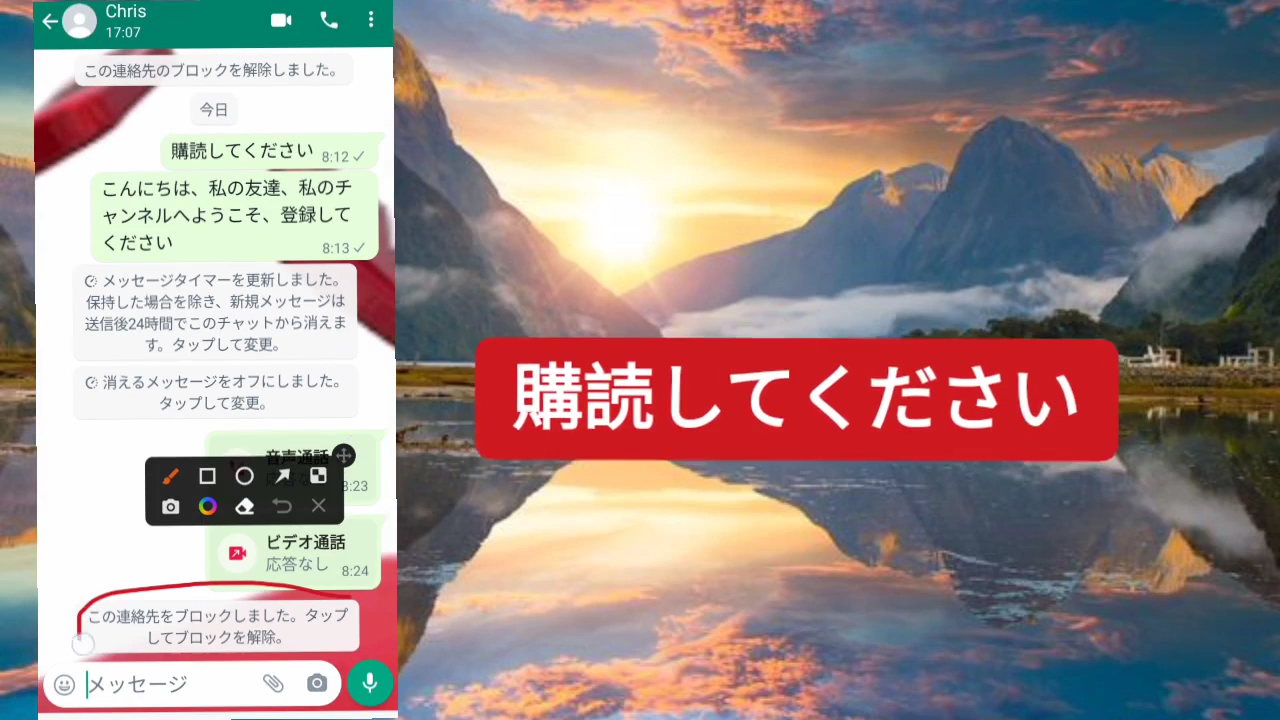 Chris
17:07
この連絡先のブロックを解除しました。
今日
購読してください 8:12
こんにちは、私の友達、私のチ
ャンネルへようこそ、登録して
ください 8:13
メッセージタイマーを更新しました。
保持した場合を除き、新規メッセージは
送信後24時間でこのチャットから消えま
す。タップして変更。
消えるメッセージをオフにしました。
タップして変更。
音声通話
8:23
ビデオ通話
応答なし 8:24
この連絡先をブロックしました。タップ
してブロックを解除。
メッセージ
購読してください